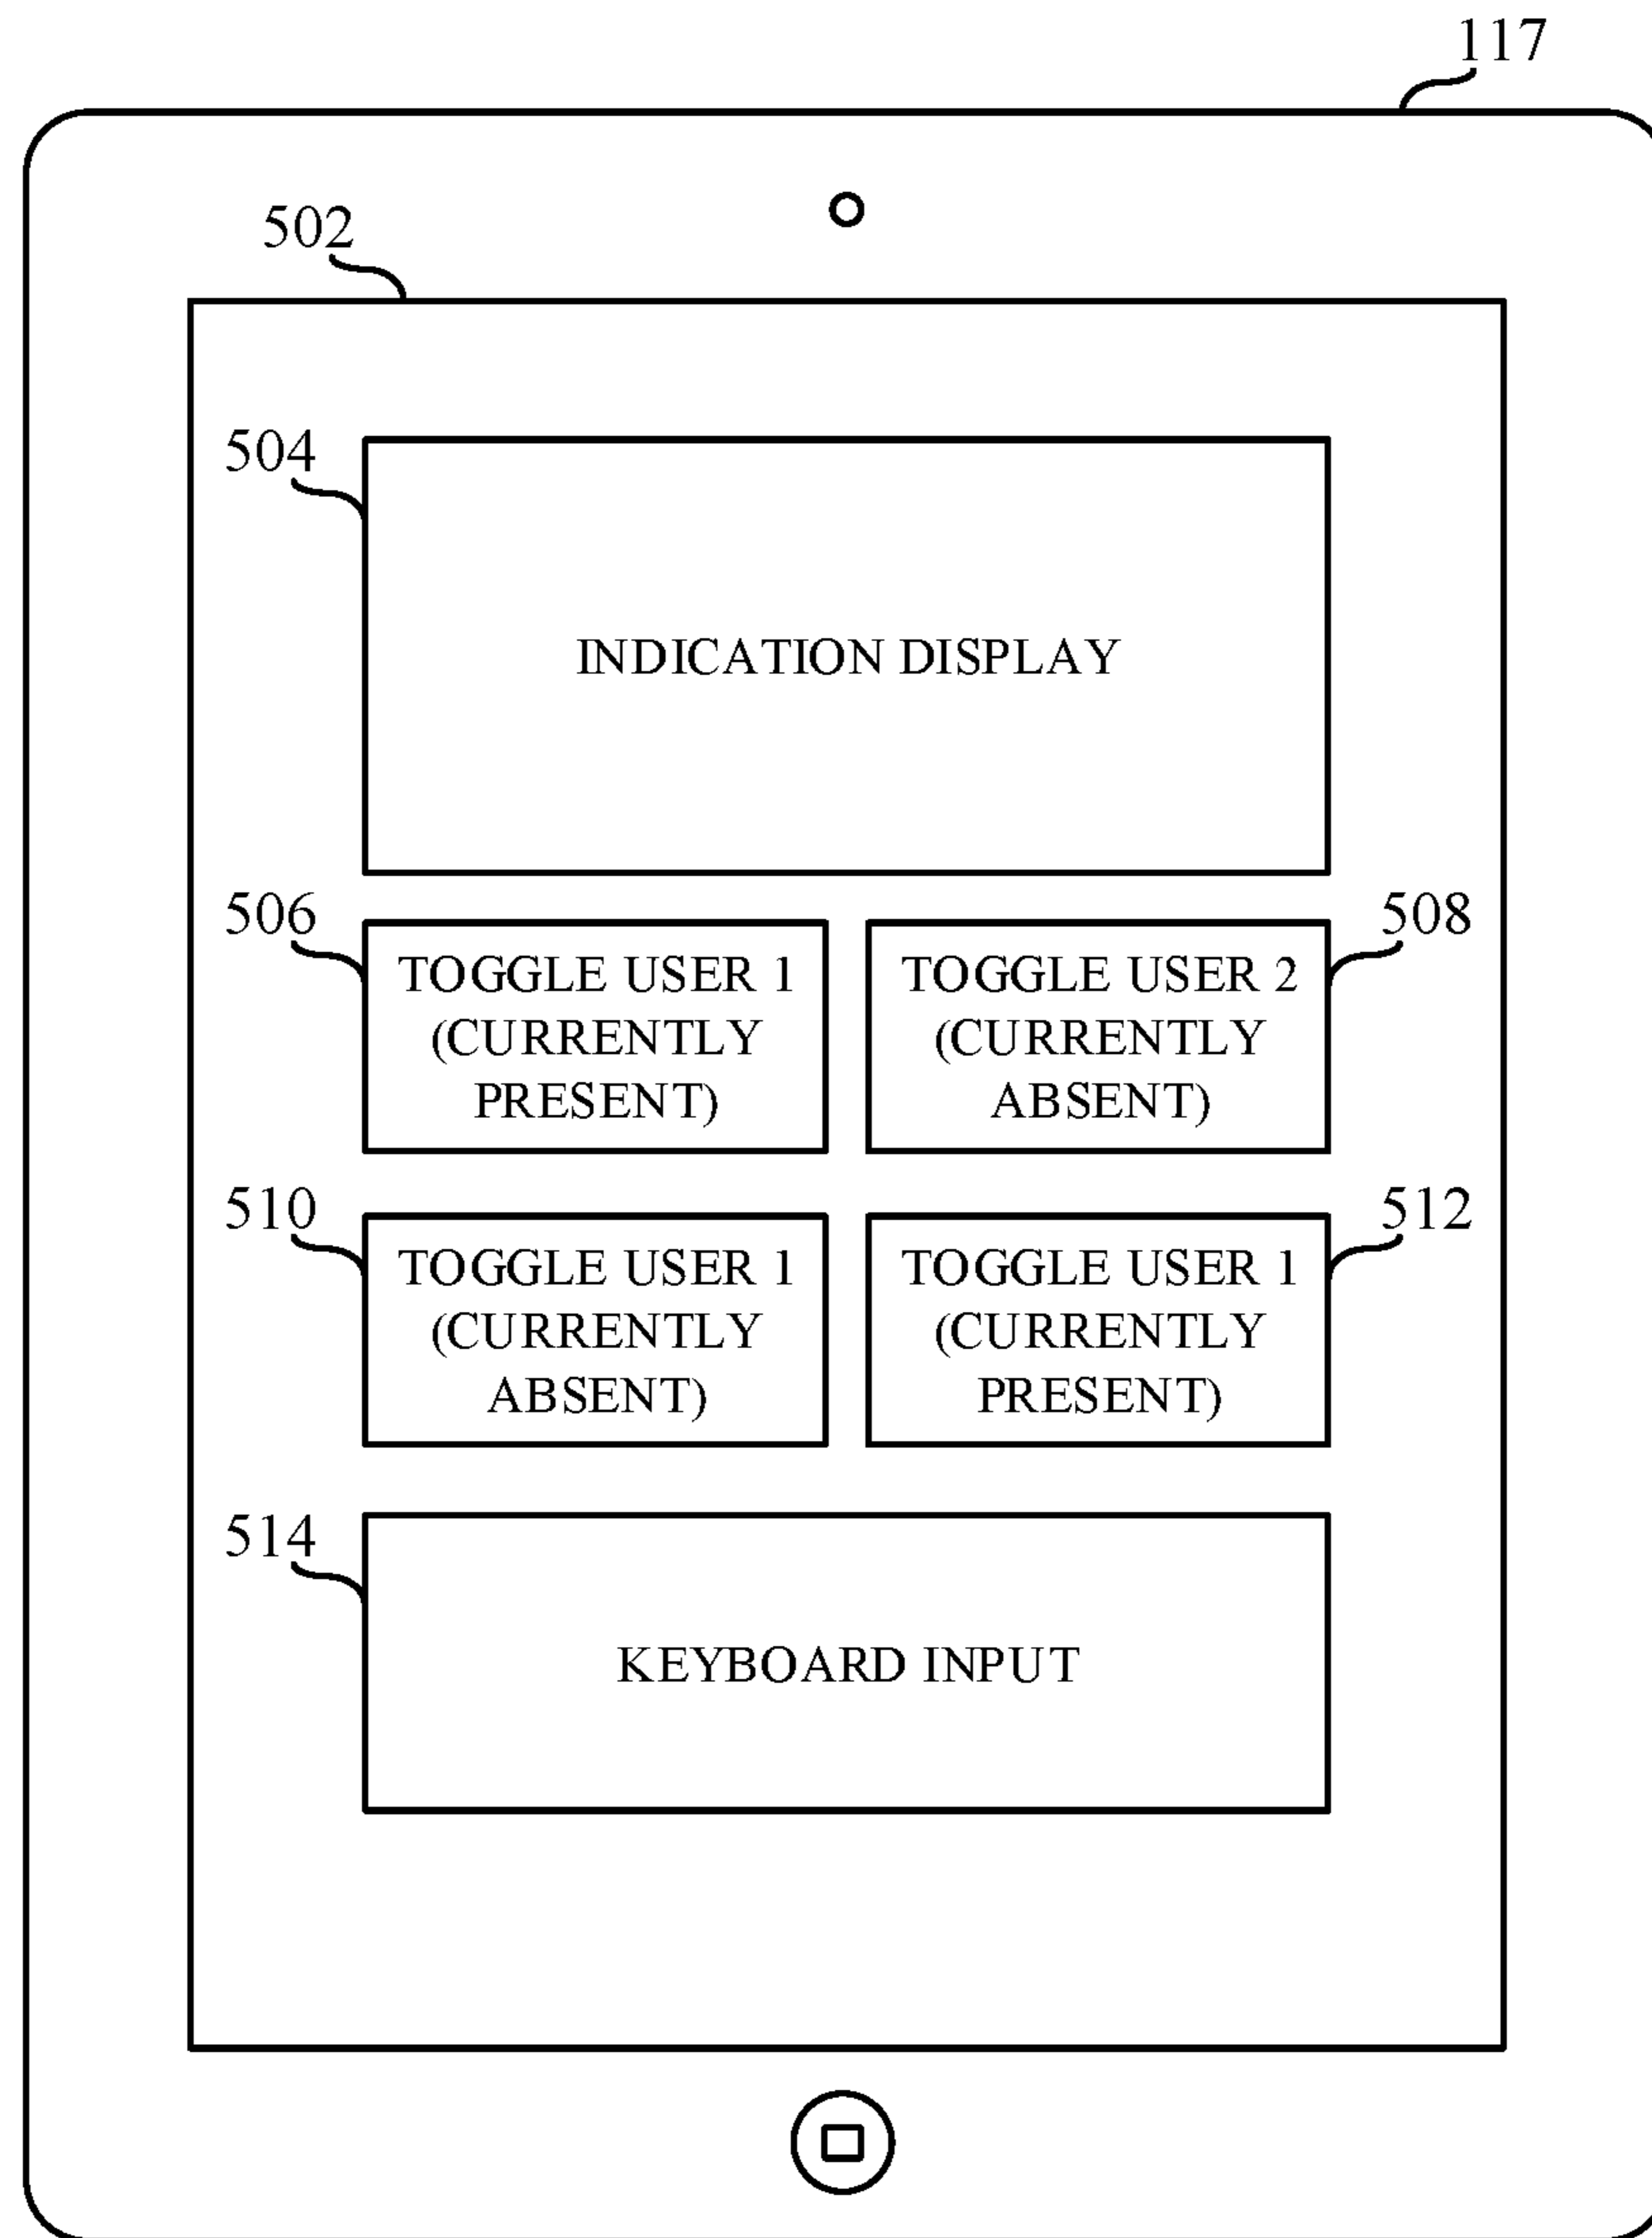 117
502
504
INDICATION DISPLAY
506
TOGGLE USER 1
(CURRENTLY
PRESENT)
508
TOGGLE USER 2
(CURRENTLY
ABSENT)
510
TOGGLE USER 1
(CURRENTLY
ABSENT)
512
TOGGLE USER 1
(CURRENTLY
PRESENT)
514
KEYBOARD INPUT